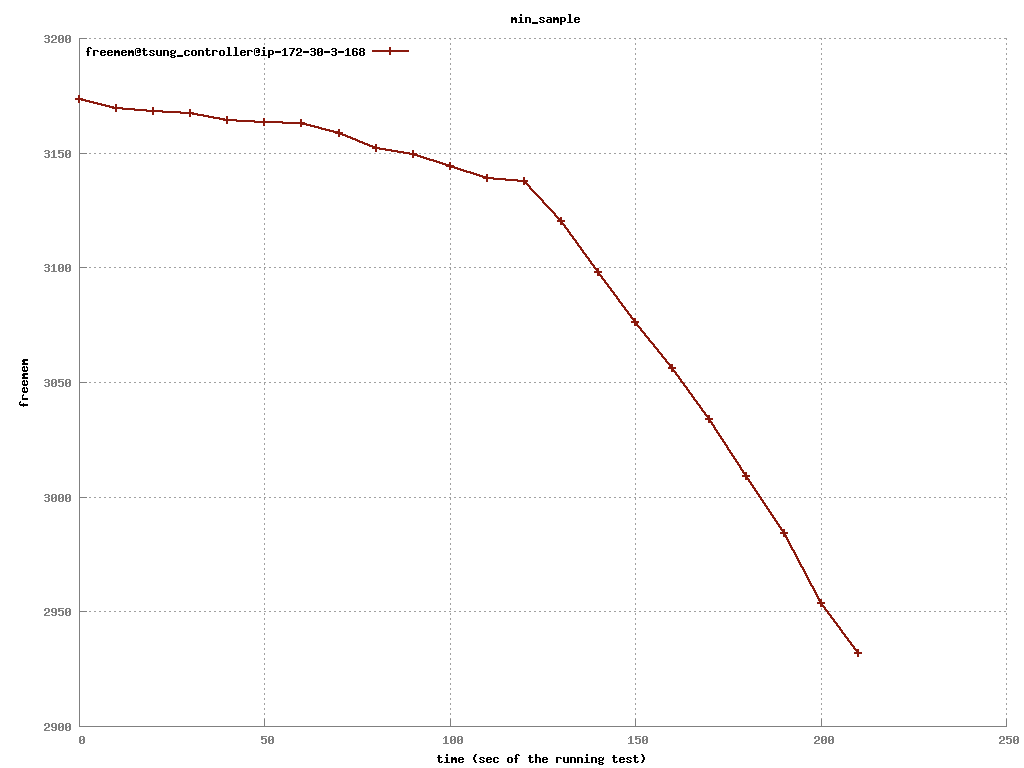 min_sample
freemem@tsung_controller@ip-172-30-3-168
3200
3150
3100
3050
3000
2950
2900
freemem
0 50 100 150 200 250
time (sec of the running test)